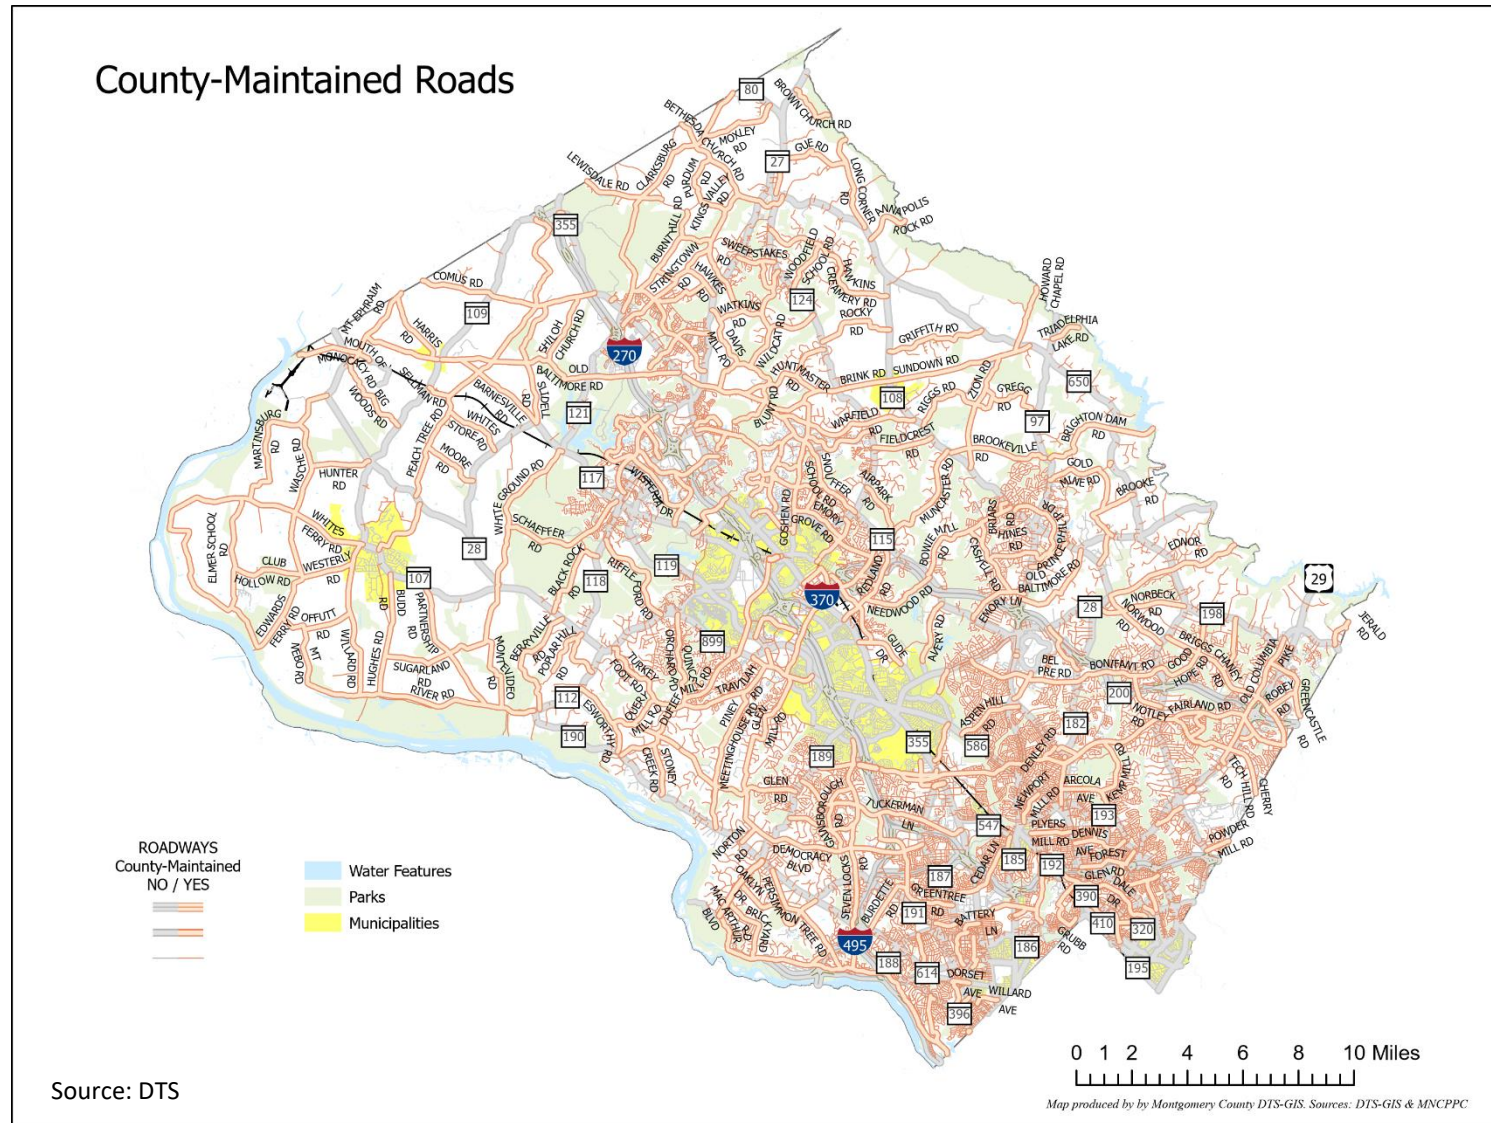 County-Maintained Roads
80
BROWN CHURCH RD
BETHESDA CHURCH RD
MOXLEY
RD
27
GUE RD
LEWISDALE RD
CLARKSBURG
RD
PURDUM
RD
KINGS VALLEY
RD
LONG CORNER
RD
ANNAPOLIS
ROCK RD
355
BURNT HILL RD
STRINGTOWN
RD
SWEEPSTAKES
RD
WOODFIELD
SCHOOL RD
HAWKINS
CREAMERY RD
HAWKES
RD
COMUS RD
109
MT EPHRAIM
RD
HARRIS
RD
SHILOH
CHURCH RD
270
WATKINS
RD
124
ROCKY
RD
GRIFFITH RD
HOWARD
CHAPEL RD
TRIADELPHIA
LAKE RD
MOUTH OF
MONOCACY RD
OLD
BALTIMORE RD
MILL RD
DAVIS
WILDCAT RD
HUNTMASTER
RD
BRINK RD
SUNDOWN RD
650
BIG
WOODS RD
SELLMAN RD
BARNESVILLE
RD
SLIDELL
RD
121
BLUNT RD
108
WARFIELD
RD
RIGGS RD
ZION RD
GREGG
RD
97
BRIGHTON DAM
RD
MARTINSBURG
RD
WASCHE RD
PEACH TREE RD
WHITES
STORE RD
MOORE
RD
FIELDCREST
RD
BROOKEVILLE
RD
GOLD
MINE RD
BROOKE
RD
HUNTER
RD
WHITE GROUND RD
117
WISTERIA DR
GOSHEN RD
SNOUFFER
SCHOOL RD
EMORY
GROVE RD
AIRPARK
RD
MUNCASTER RD
115
BRIARS
RD
HINES
RD
PRINCE PHILIP DR
OLD
BALTIMORE RD
EDNOR
RD
WHITES
FERRY RD
SCHAEFFER
RD
28
ELMER SCHOOL
RD
CLUB
HOLLOW RD
WESTERLY
RD
107
BUDD
RD
PARTNERSHIP
RD
BLACK ROCK
RD
118
119
RIFFLE
FORD RD
370
REDLAND
RD
BOWIE MILL
RD
CASHELL RD
NEEDWOOD RD
EMORY LN
28
NORBECK
RD
NORWOOD
RD
198
29
JERALD
RD
EDWARDS
FERRY RD
OFFUTT
RD
MT
NEBO RD
WILLARD RD
HUGHES RD
SUGARLAND
RD
RIVER RD
MONTEVIDEO
RD
BERRYVILLE
RD
POPLAR HILL
RD
112
190
ESWORTHY RD
TURKEY
FOOT RD
QUERY
MILL RD
ORCHARD RD
DUFIEF
QUINCE
MILL RD
899
TRAVILAH
RD
PINEY
MEETINGHOUSE RD
GLEN
MILL RD
GUDE
DR
AVERY RD
BEL
PRE RD
BONIFANT RD
GOOD
HOPE RD
BRIGGS CHANEY
RD
OLD COLUMBIA
PIKE
ROBEY
RD
GREENCASTLE
RD
200
NOTLEY
RD
FAIRLAND RD
ASPEN HILL
RD
182
DENLEY RD
355
586
189
STONEY
CREEK RD
GLEN
RD
GAINSBOROUGH
RD
TUCKERMAN
LN
NEWPORT
MILL RD
ARCOLA
AVE
KEMP MILL
RD
TECH HILL RD
CHERRY
547
193
PLYERS
MILL RD
DENNIS
AVE
POWDER
MILL RD
NORTON
RD
DEMOCRACY
BLVD
SEVEN LOCKS
RD
187
CEDAR LN
185
192
FOREST
GLEN RD
DALE
DR
OAKLYN
DR
PERSIMMON TREE RD
BURDETTE
RD
GREENTREE
RD
191
BATTERY
LN
390
410
320
MAC ARTHUR
BLVD
BRICKYARD
RD
495
188
614
DORSET
AVE
WILLARD
AVE
186
GRUBB
RD
195
396
ROADWAYS
County-Maintained
NO / YES
Water Features
Parks
Municipalities
0 1 2 4 6 8 10 Miles
Source: DTS
Map produced by by Montgomery County DTS-GIS. Sources: DTS-GIS & MNCPPC